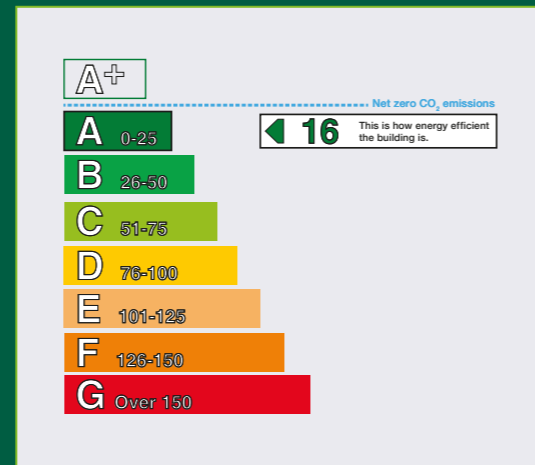 A+
Net zero CO₂ emissions
A 0-25
16 This is how energy efficient
the building is.
B 26-50
C 51-75
D 76-100
E 101-125
F 126-150
G Over 150